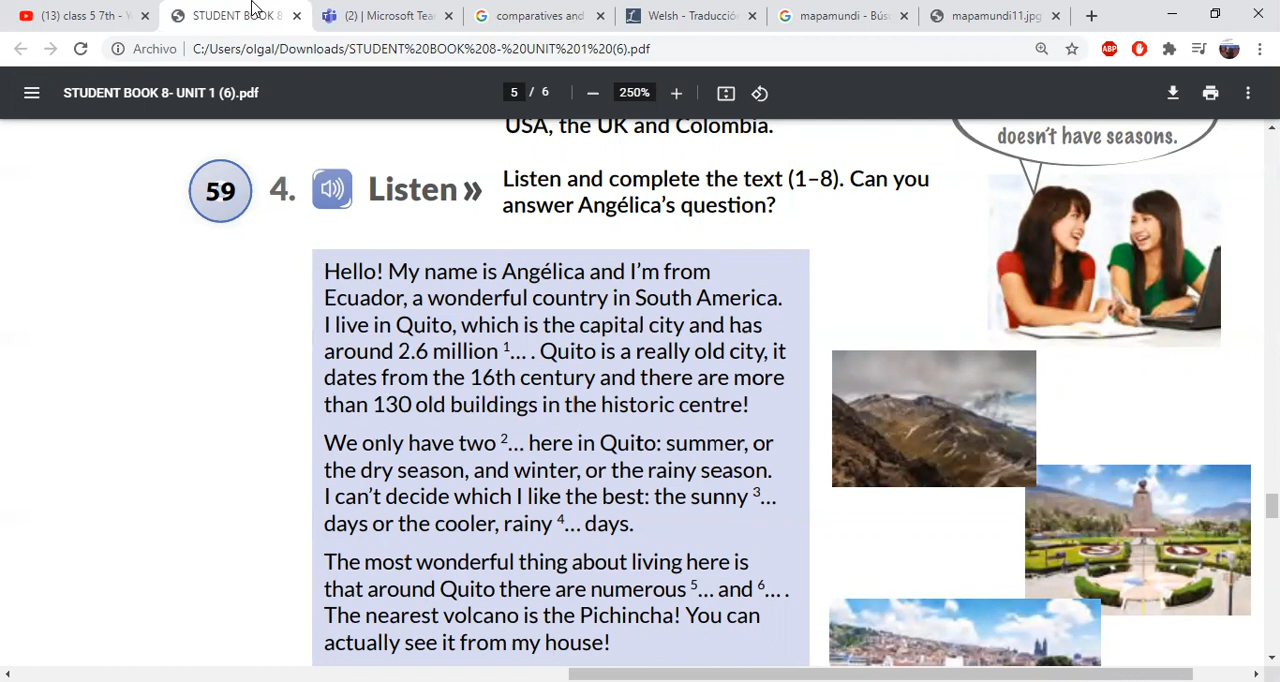 (13) class 5 7th - Y
STUDENT BOOK 8
(2) | Microsoft Tea
comparatives and
Welsh - Traducció
mapamundi - Bús
mapamundi11.jpg
Archivo
C:/Users/olgal/Downloads/STUDENT%20BOOK%208-%20UNIT%201%20(6).pdf
ABP
STUDENT BOOK 8- UNIT 1 (6).pdf
5 / 6
250%
USA, the UK and Colombia.
doesn't have seasons.
59
4.
Listen»
Listen and complete the text (1–8). Can you
answer Angélica's question?
Hello! My name is Angélica and I'm from
Ecuador, a wonderful country in South America.
I live in Quito, which is the capital city and has
around 2.6 million 1... . Quito is a really old city, it
dates from the 16th century and there are more
than 130 old buildings in the historic centre!
We only have two 2... here in Quito: summer, or
the dry season, and winter, or the rainy season.
I can't decide which I like the best: the sunny 3...
days or the cooler, rainy 4... days.
The most wonderful thing about living here is
that around Quito there are numerous 5... and 6... .
The nearest volcano is the Pichincha! You can
actually see it from my house!